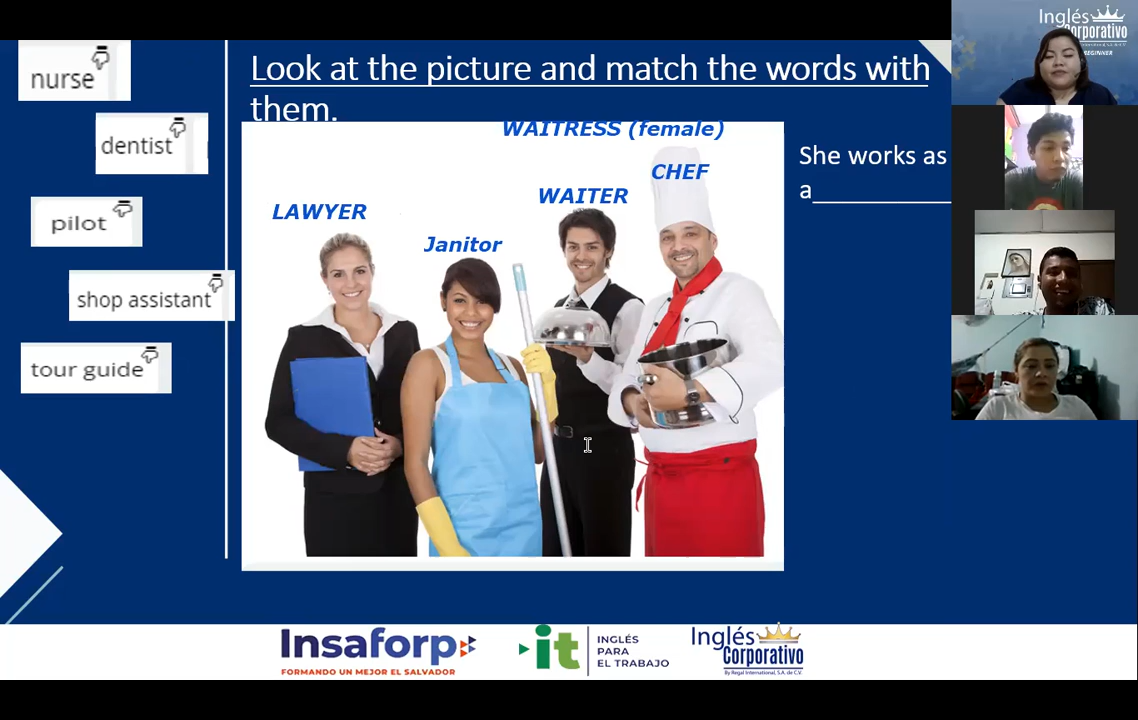 nurse
dentist
pilot
shop assistant
tour guide
Look at the picture and match the words with
them.
WAITRESS (female)
CHEF
WAITER
LAWYER
Janitor
She works as
a____________
Inglés
Corporativo
BEGINNER
Insaforp
FORMANDO UN MEJOR EL SALVADOR
it
INGLÉS
PARA
EL TRABAJO
Inglés
Corporativo
By Regal International, S.A. de C.V.